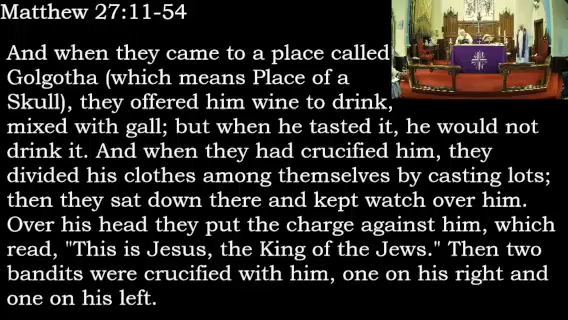 Matthew 27:11-54
And when they came to a place called
Golgotha (which means Place of a
Skull), they offered him wine to drink,
mixed with gall; but when he tasted it, he would not
drink it. And when they had crucified him, they
divided his clothes among themselves by casting lots;
then they sat down there and kept watch over him.
Over his head they put the charge against him, which
read, "This is Jesus, the King of the Jews." Then two
bandits were crucified with him, one on his right and
one on his left.